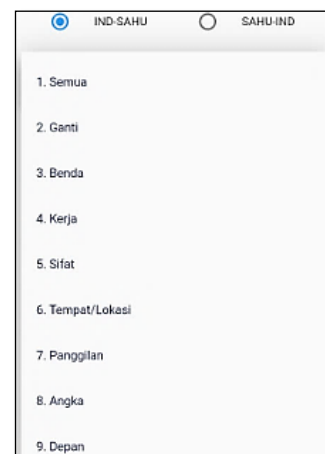 IND-SAHU SAHU-IND
1. Semua
2. Ganti
3. Benda
4. Kerja
5. Sifat
6. Tempat/Lokasi
7. Panggilan
8. Angka
9. Depan